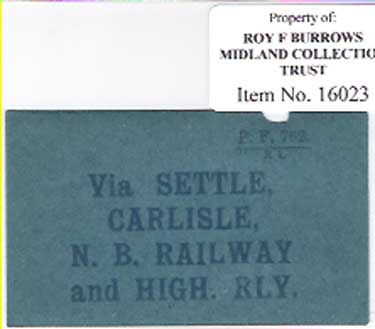 Property of:
ROY F BURROWS
MIDLAND COLLECTIO
TRUST
Item No. 16023
P. F. 762
Via SETTLE,
CARLISLE,
N. B. RAILWAY
and HIGH. RLY.